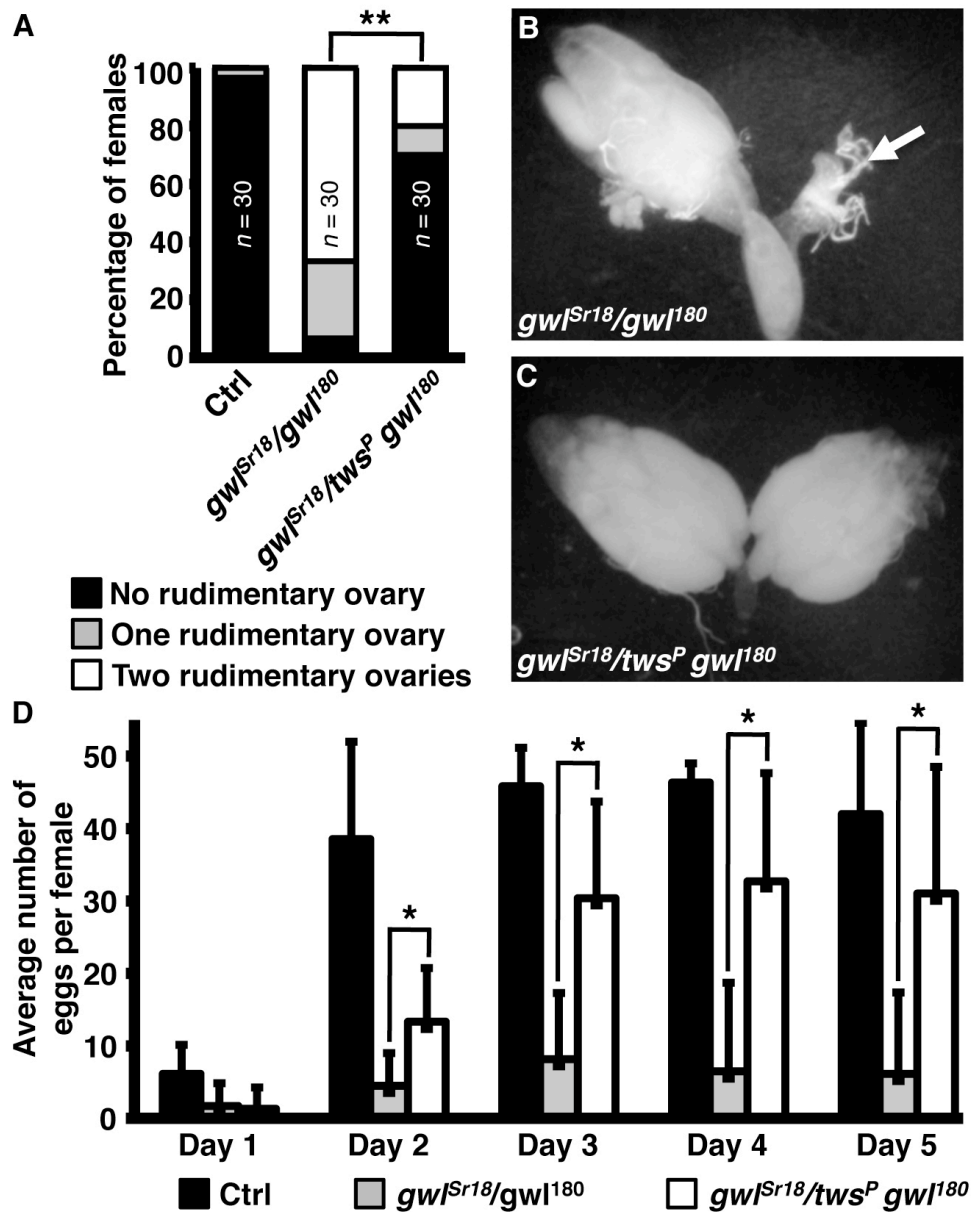 A
**
Percentage of females
100
80
60
40
20
0
n = 30
n = 30
n = 30
Ctrl
gwlSr18/gwl180
gwlSr18/twsP gwl180
No rudimentary ovary
One rudimentary ovary
Two rudimentary ovaries
B
gwlSr18/gwl180
C
gwlSr18/twsP gwl180
D
Average number of
eggs per female
50
40
30
20
10
0
*
*
*
*
Day 1
Day 2
Day 3
Day 4
Day 5
Ctrl
gwlSr18/gwl180
gwlSr18/twsP gwl180